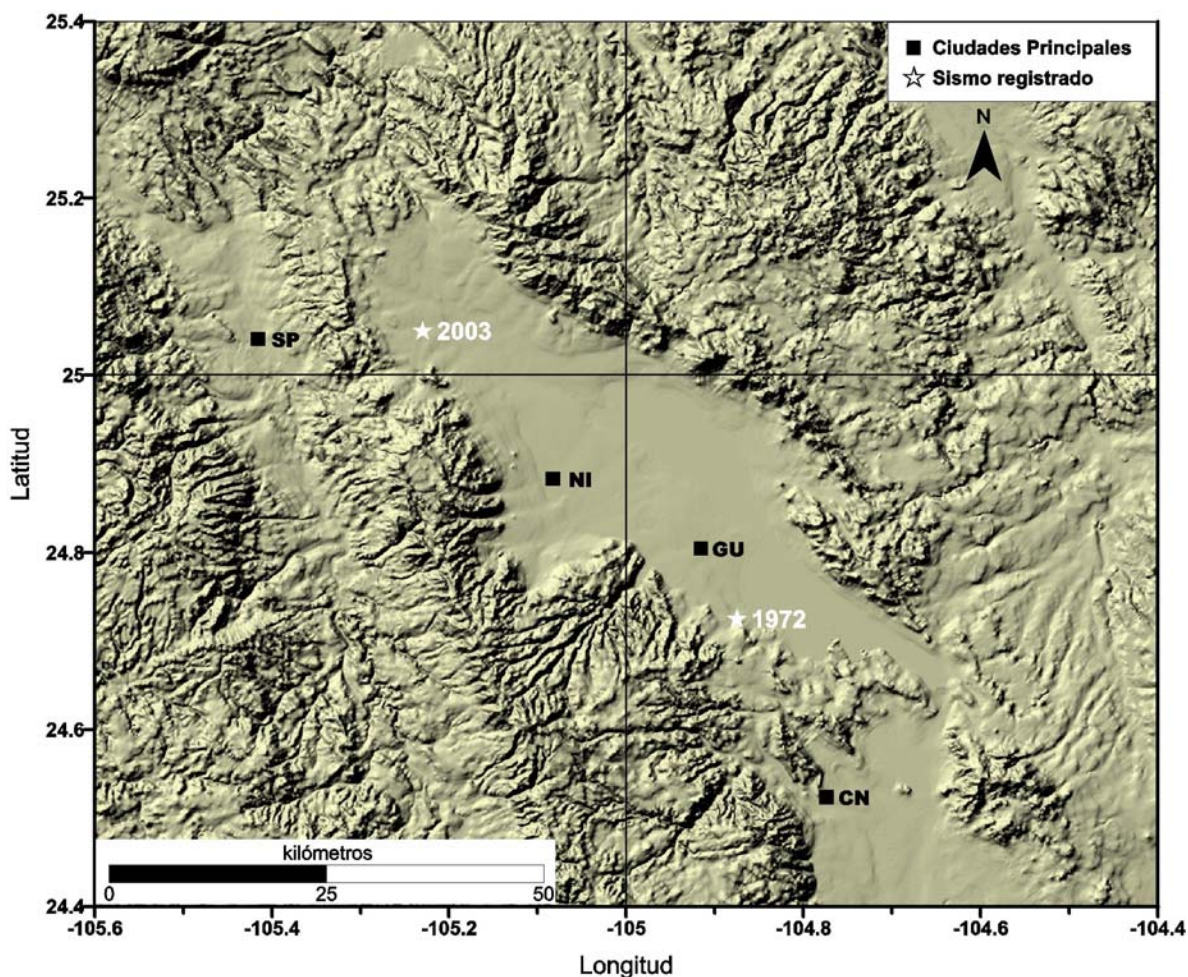 25.4
Ciudades Principales
Sismo registrado
N
25.2
SP
2003
25
Latitud
NI
GU
24.8
1972
24.6
CN
kilómetros
0 25 50
24.4
-105.6 -105.4 -105.2 -105 -104.8 -104.6 -104.4
Longitud